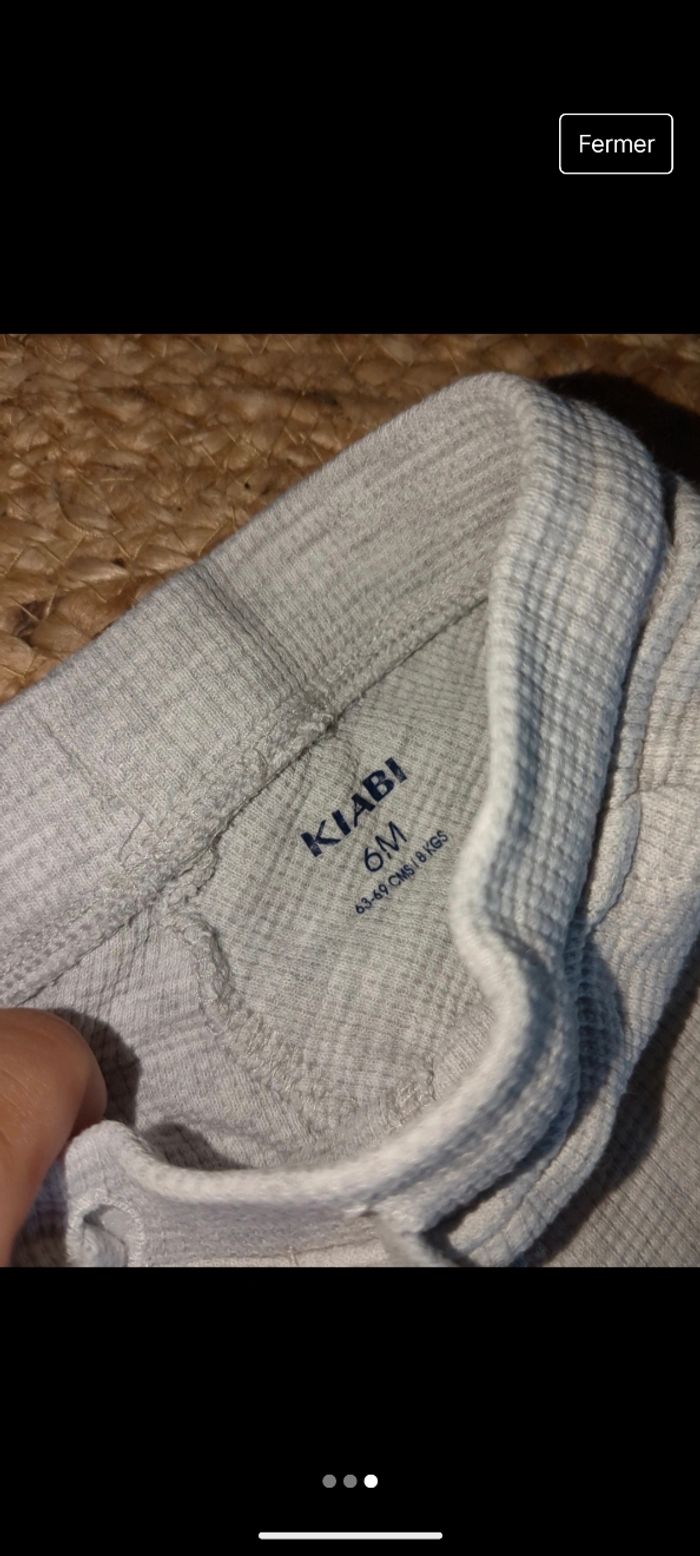 Fermer
KIABI
6M
63-69 CMS | 8 KGS